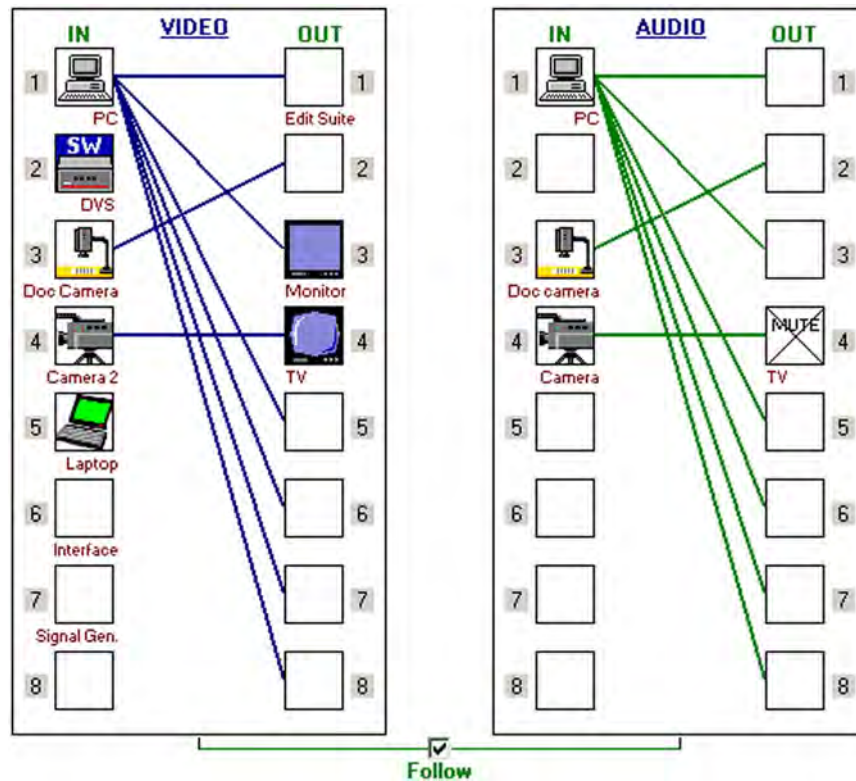 VIDEO
IN OUT
1 1
PC Edit Suite
SW
2 2
DVS
3 3
Doc Camera Monitor
4 4
Camera 2 TV
5 5
Laptop
6 6
Interface
7 7
Signal Gen.
8 8
AUDIO
IN OUT
1 1
PC
2 2
3 3
Doc camera
MUTE
4 4
Camera TV
5 5
6 6
7 7
8 8
Follow